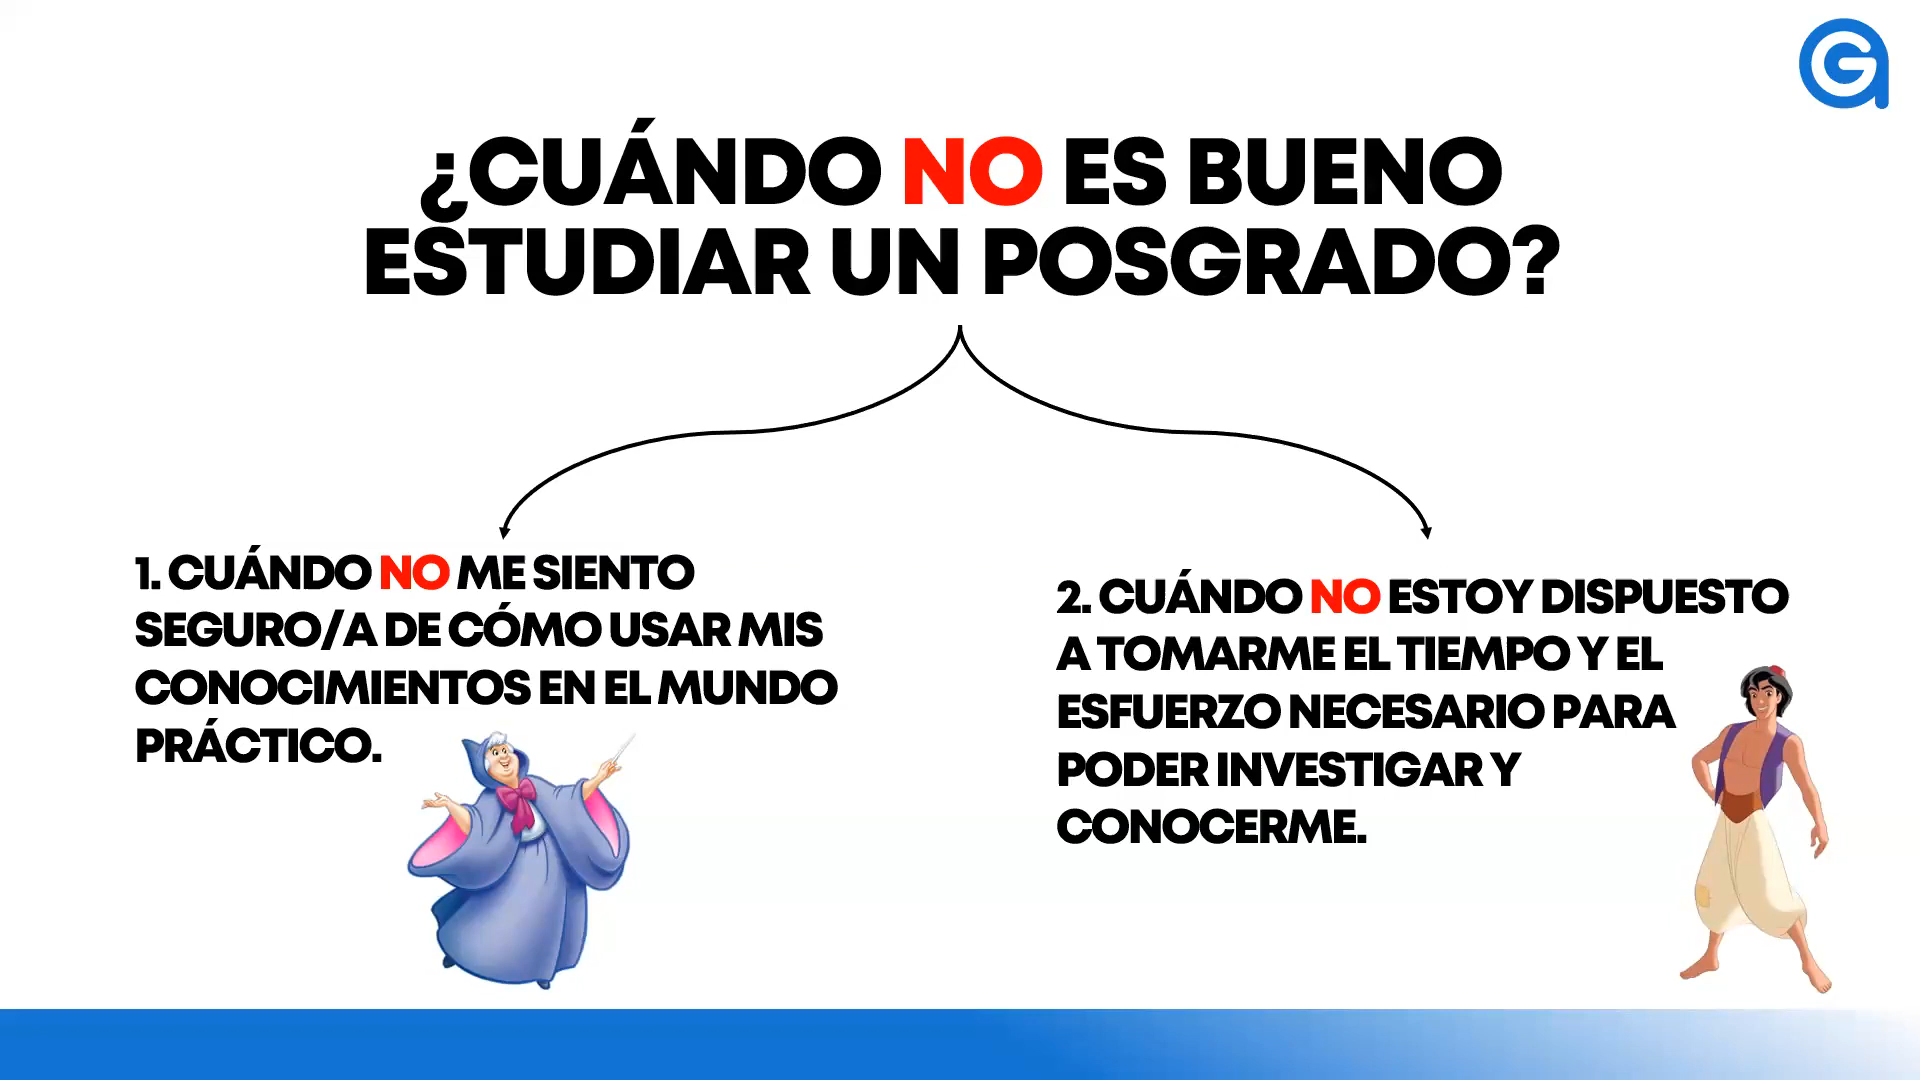 ¿CUÁNDO NO ES BUENO
ESTUDIAR UN POSGRADO?
1. CUÁNDO NO ME SIENTO
SEGURO/A DE CÓMO USAR MIS
CONOCIMIENTOS EN EL MUNDO
PRÁCTICO.
2. CUÁNDO NO ESTOY DISPUESTO
A TOMARME EL TIEMPO Y EL
ESFUERZO NECESARIO PARA
PODER INVESTIGAR Y
CONOCERME.